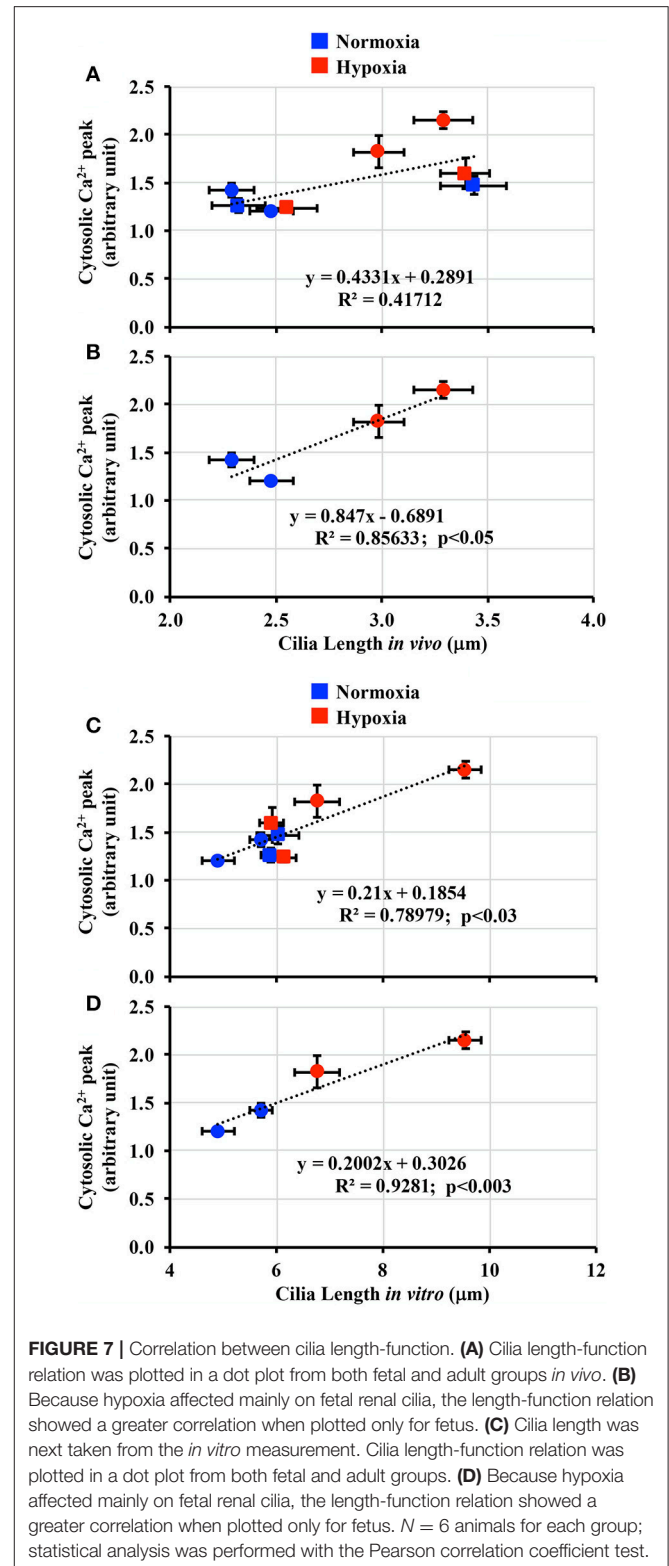 Normoxia
Hypoxia
A
2.5
2.0
1.5
1.0
0.5
0.0
Cytosolic Ca²⁺ peak
(arbitrary unit)
y = 0.4331x + 0.2891
R² = 0.41712
B
2.5
2.0
1.5
1.0
0.5
0.0
Cytosolic Ca²⁺ peak
(arbitrary unit)
y = 0.847x - 0.6891
R² = 0.85633; p<0.05
2.0 2.5 3.0 3.5 4.0
Cilia Length in vivo (μm)
Normoxia
Hypoxia
C
2.5
2.0
1.5
1.0
0.5
0.0
Cytosolic Ca²⁺ peak
(arbitrary unit)
y = 0.21x + 0.1854
R² = 0.78979; p<0.03
D
2.5
2.0
1.5
1.0
0.5
0.0
Cytosolic Ca²⁺ peak
(arbitrary unit)
y = 0.2002x + 0.3026
R² = 0.9281; p<0.003
4 6 8 10 12
Cilia Length in vitro (μm)
FIGURE 7 | Correlation between cilia length-function. (A) Cilia length-function
relation was plotted in a dot plot from both fetal and adult groups in vivo. (B)
Because hypoxia affected mainly on fetal renal cilia, the length-function relation
showed a greater correlation when plotted only for fetus. (C) Cilia length was
next taken from the in vitro measurement. Cilia length-function relation was
plotted in a dot plot from both fetal and adult groups. (D) Because hypoxia
affected mainly on fetal renal cilia, the length-function relation showed a
greater correlation when plotted only for fetus. N = 6 animals for each group;
statistical analysis was performed with the Pearson correlation coefficient test.